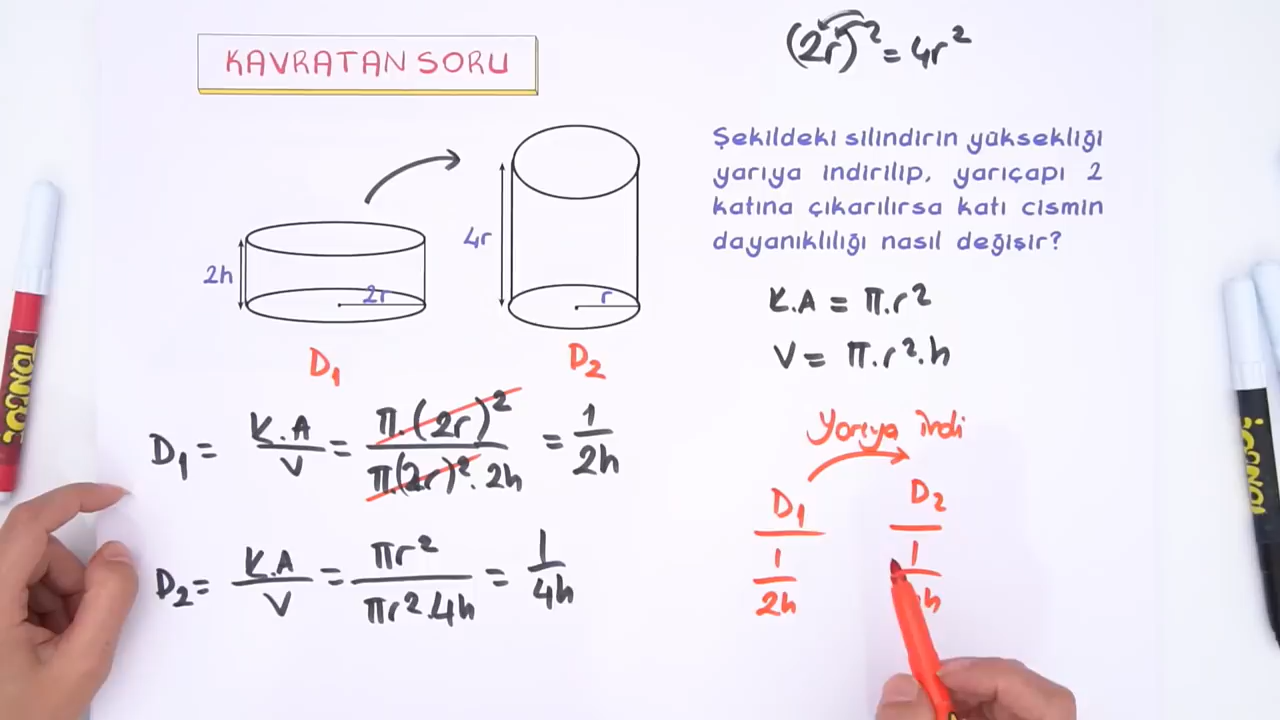 KAVRATAN SORU
(2r)² = 4r²
Şekildeki silindirin yüksekliği
yarıya indirilip, yarıçapı 2
katına çıkarılırsa katı cismin
dayanıklılığı nasıl değişir?
2h
2r
4r
r
D₁
D₂
K.A = π.r²
V = π.r².h
D₁ = K.A / V = π.(2r)² / π.(2r)².2h = 1 / 2h
D₂ = K.A / V = πr² / πr².4h = 1 / 4h
Yarıya indi
D₁ D₂
1 / 2h
1 / h
TONGUÇ